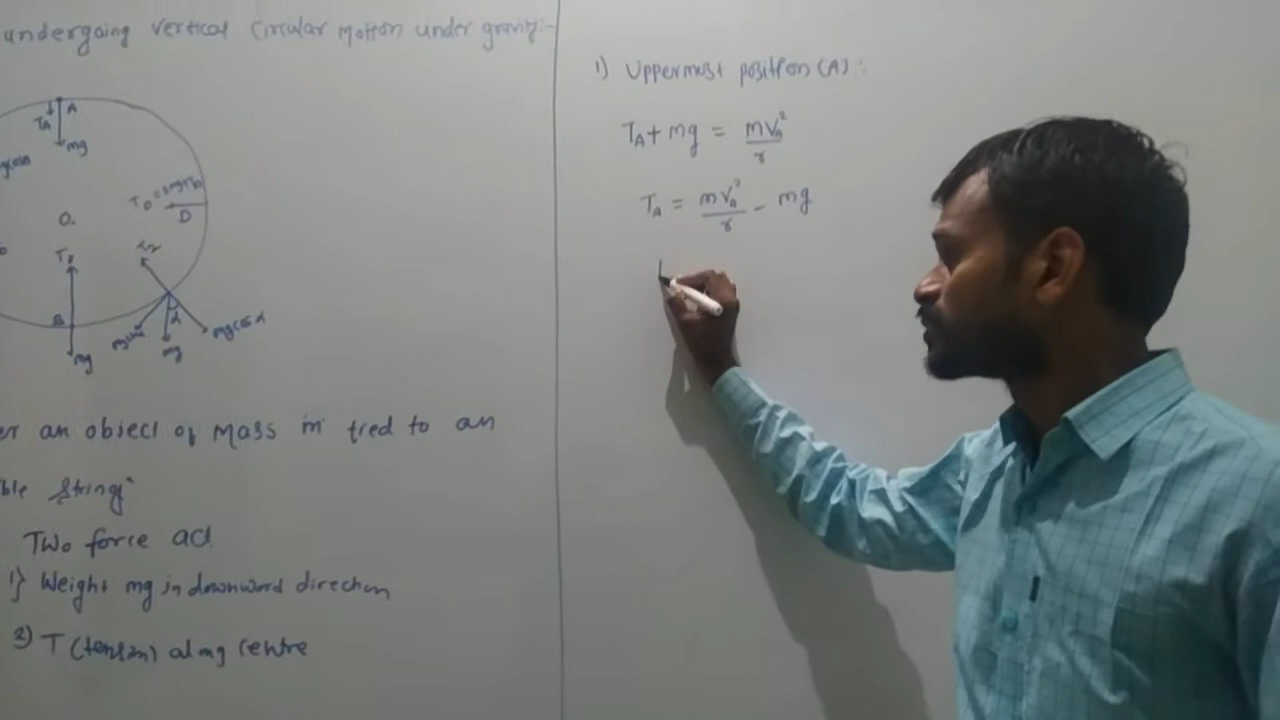 undergoing vertical Circular Motion under gravity:-
A
TA
mg
TD =
D
O.
B
mg
α
mg
mgcosα
er an object of Mass m tied to an
ble string
Two force act
1} Weight mg in downward direction
2) T (tension) along centre
1) Uppermost position (A) :
TA + mg = mvₐ² / r
TA = mvₐ² / r - mg